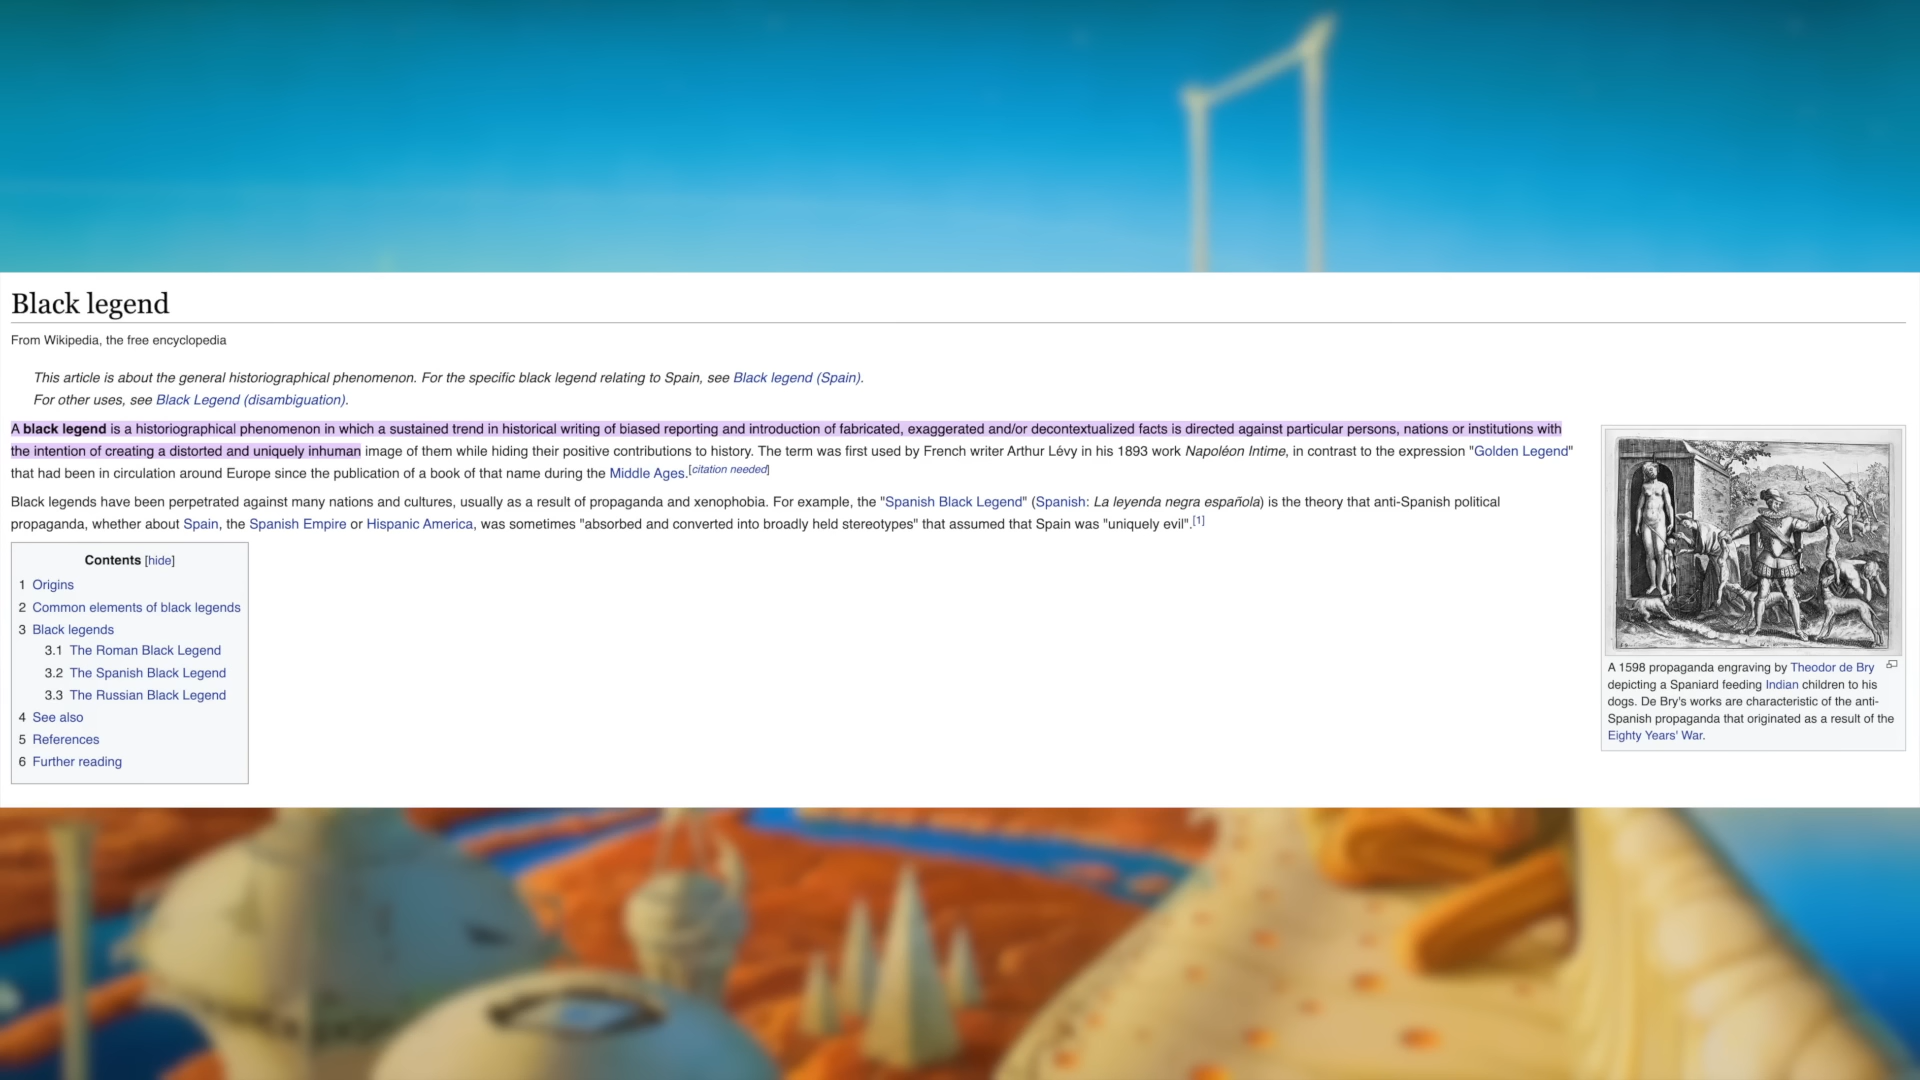 Black legend
From Wikipedia, the free encyclopedia
This article is about the general historiographical phenomenon. For the specific black legend relating to Spain, see Black legend (Spain).
For other uses, see Black Legend (disambiguation).
A black legend is a historiographical phenomenon in which a sustained trend in historical writing of biased reporting and introduction of fabricated, exaggerated and/or decontextualized facts is directed against particular persons, nations or institutions with
the intention of creating a distorted and uniquely inhuman image of them while hiding their positive contributions to history. The term was first used by French writer Arthur Lévy in his 1893 work Napoléon Intime, in contrast to the expression "Golden Legend"
that had been in circulation around Europe since the publication of a book of that name during the Middle Ages.[citation needed]
Black legends have been perpetrated against many nations and cultures, usually as a result of propaganda and xenophobia. For example, the "Spanish Black Legend" (Spanish: La leyenda negra española) is the theory that anti-Spanish political
propaganda, whether about Spain, the Spanish Empire or Hispanic America, was sometimes "absorbed and converted into broadly held stereotypes" that assumed that Spain was "uniquely evil".[1]
Contents [hide]
1 Origins
2 Common elements of black legends
3 Black legends
3.1 The Roman Black Legend
3.2 The Spanish Black Legend
3.3 The Russian Black Legend
4 See also
5 References
6 Further reading
A 1598 propaganda engraving by Theodor de Bry
depicting a Spaniard feeding Indian children to his
dogs. De Bry's works are characteristic of the anti-
Spanish propaganda that originated as a result of the
Eighty Years' War.